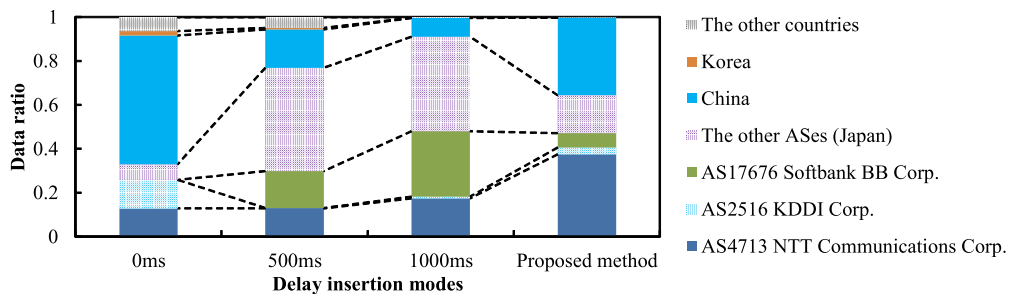 1
0.8
0.6
0.4
0.2
0
Data ratio
0ms
500ms
1000ms
Proposed method
Delay insertion modes
The other countries
Korea
China
The other ASes (Japan)
AS17676 Softbank BB Corp.
AS2516 KDDI Corp.
AS4713 NTT Communications Corp.